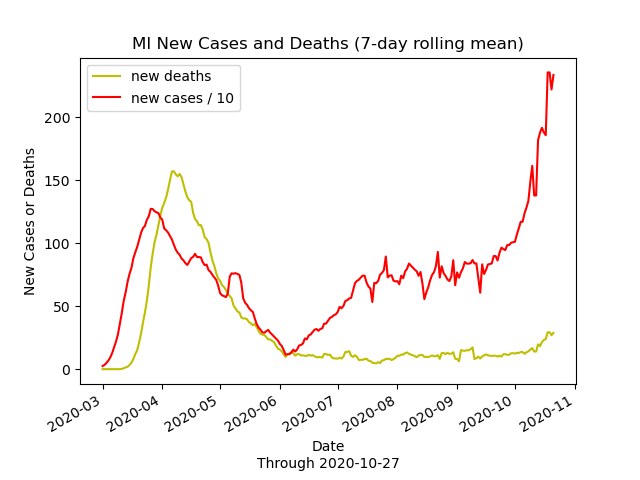 MI New Cases and Deaths (7-day rolling mean)
new deaths
new cases / 10
New Cases or Deaths
200
150
100
50
0
2020-03
2020-04
2020-05
2020-06
2020-07
2020-08
2020-09
2020-10
2020-11
Date
Through 2020-10-27